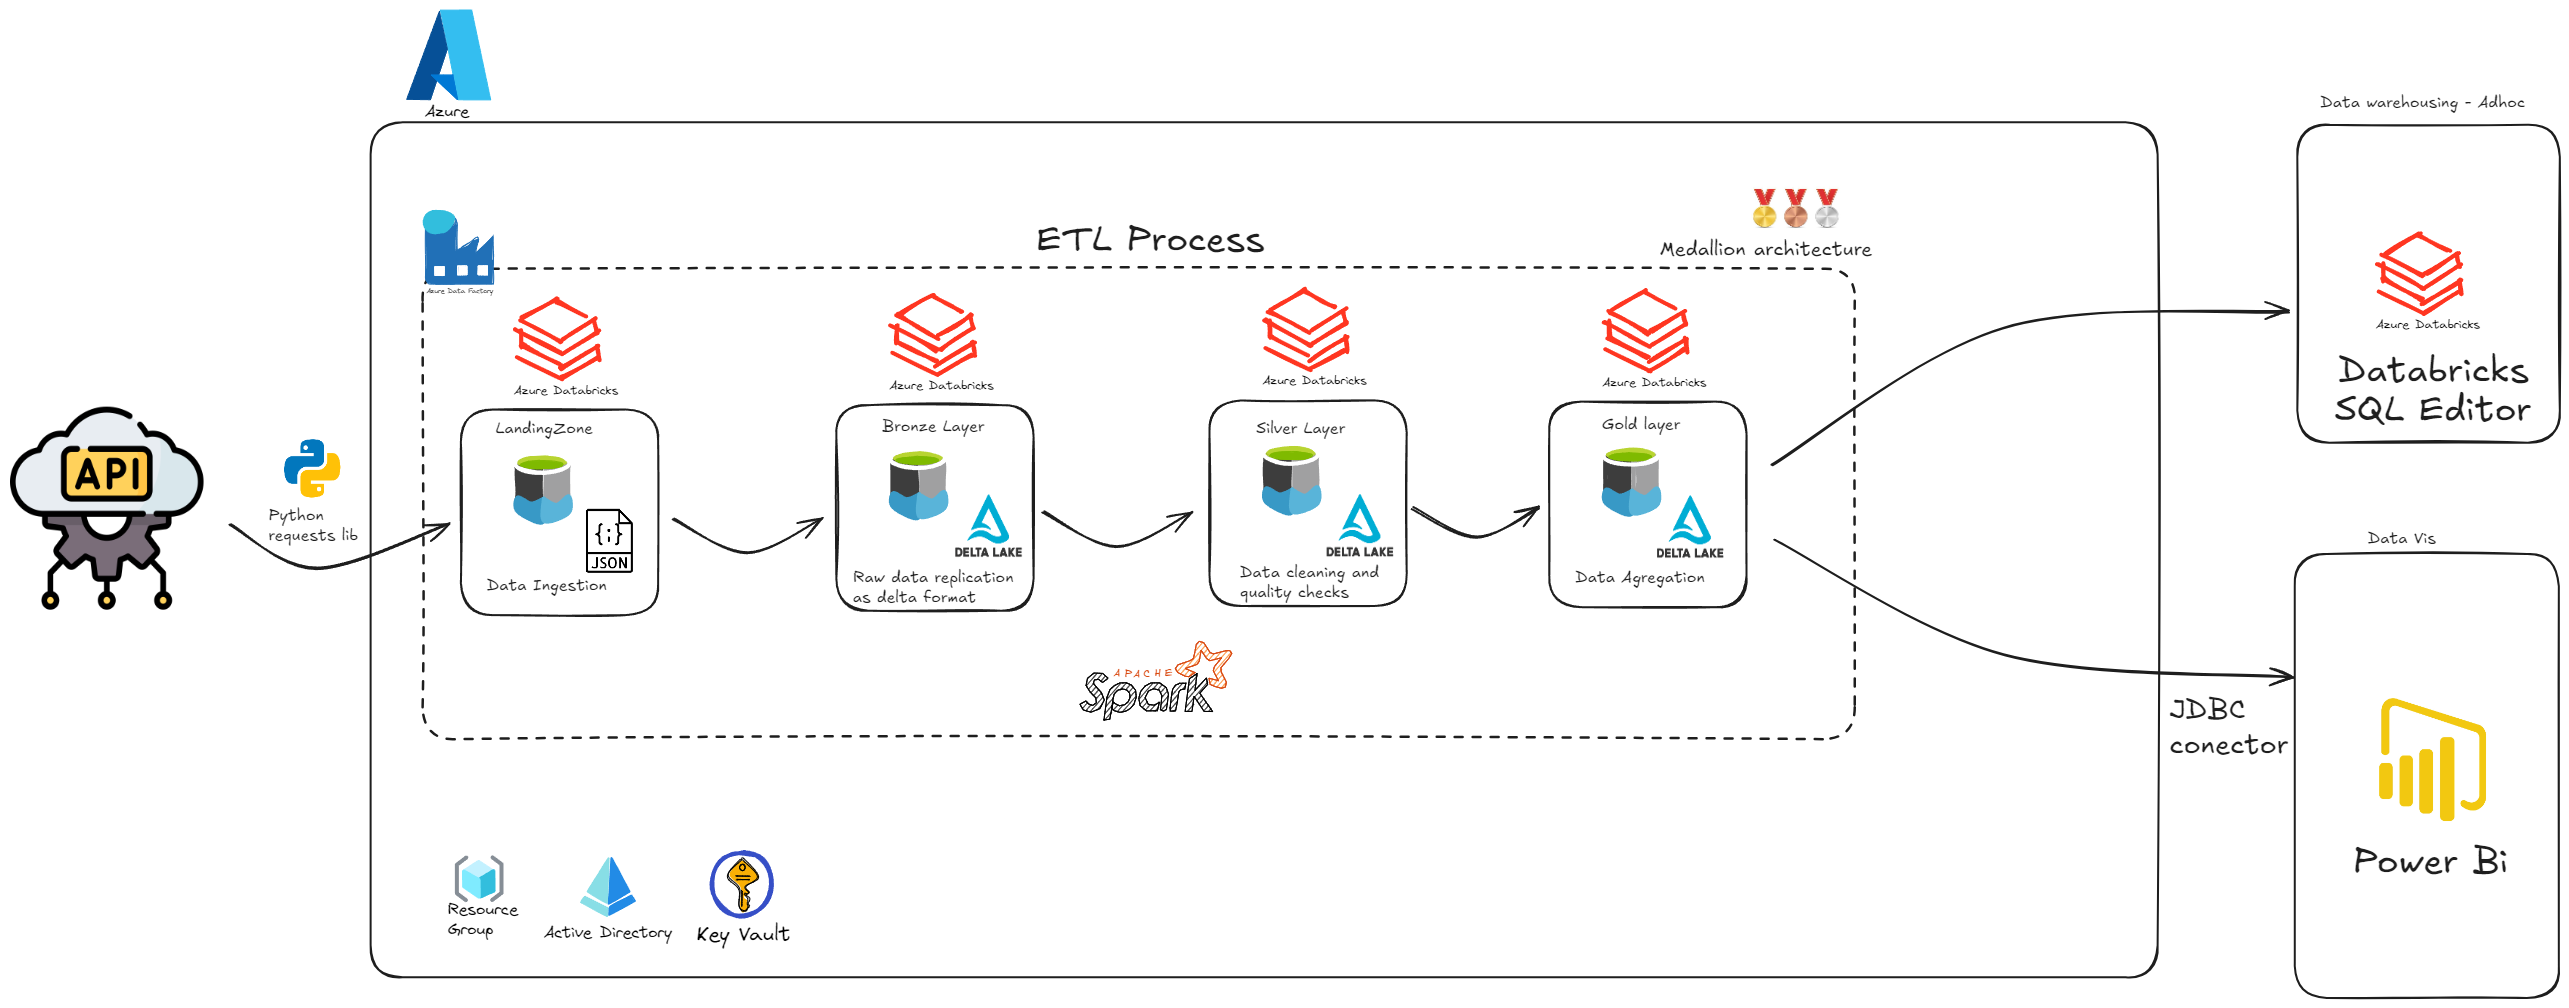 Azure
Data warehousing - Adhoc
ETL Process
Medallion architecture
Azure Data Factory
Azure Databricks
Azure Databricks
Azure Databricks
Azure Databricks
Azure Databricks
Databricks
SQL Editor
LandingZone
JSON
{;}
Data Ingestion
Bronze Layer
DELTA LAKE
Raw data replication
as delta format
Silver Layer
DELTA LAKE
Data cleaning and
quality checks
Gold layer
DELTA LAKE
Data Agregation
API
Python
requests lib
Data Vis
APACHE
Spark
JDBC
conector
Power Bi
Resource
Group
Active Directory
Key Vault